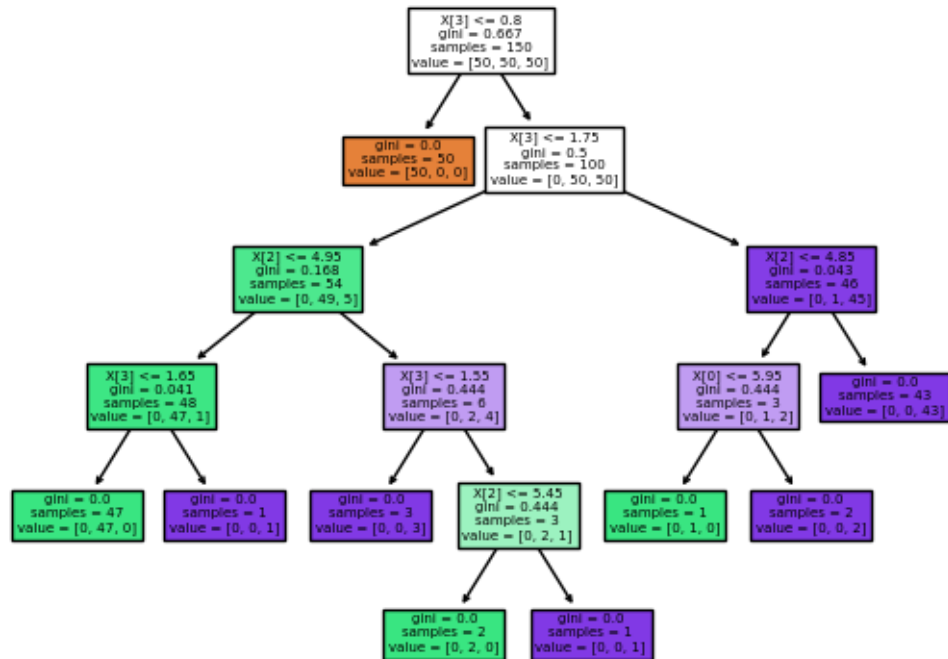 X[3] <= 0.8
gini = 0.667
samples = 150
value = [50, 50, 50]
gini = 0.0
samples = 50
value = [50, 0, 0]
X[3] <= 1.75
gini = 0.5
samples = 100
value = [0, 50, 50]
X[2] <= 4.95
gini = 0.168
samples = 54
value = [0, 49, 5]
X[2] <= 4.85
gini = 0.043
samples = 46
value = [0, 1, 45]
X[3] <= 1.65
gini = 0.041
samples = 48
value = [0, 47, 1]
X[3] <= 1.55
gini = 0.444
samples = 6
value = [0, 2, 4]
X[0] <= 5.95
gini = 0.444
samples = 3
value = [0, 1, 2]
gini = 0.0
samples = 43
value = [0, 0, 43]
gini = 0.0
samples = 47
value = [0, 47, 0]
gini = 0.0
samples = 1
value = [0, 0, 1]
gini = 0.0
samples = 3
value = [0, 0, 3]
X[2] <= 5.45
gini = 0.444
samples = 3
value = [0, 2, 1]
gini = 0.0
samples = 1
value = [0, 1, 0]
gini = 0.0
samples = 2
value = [0, 0, 2]
gini = 0.0
samples = 2
value = [0, 2, 0]
gini = 0.0
samples = 1
value = [0, 0, 1]